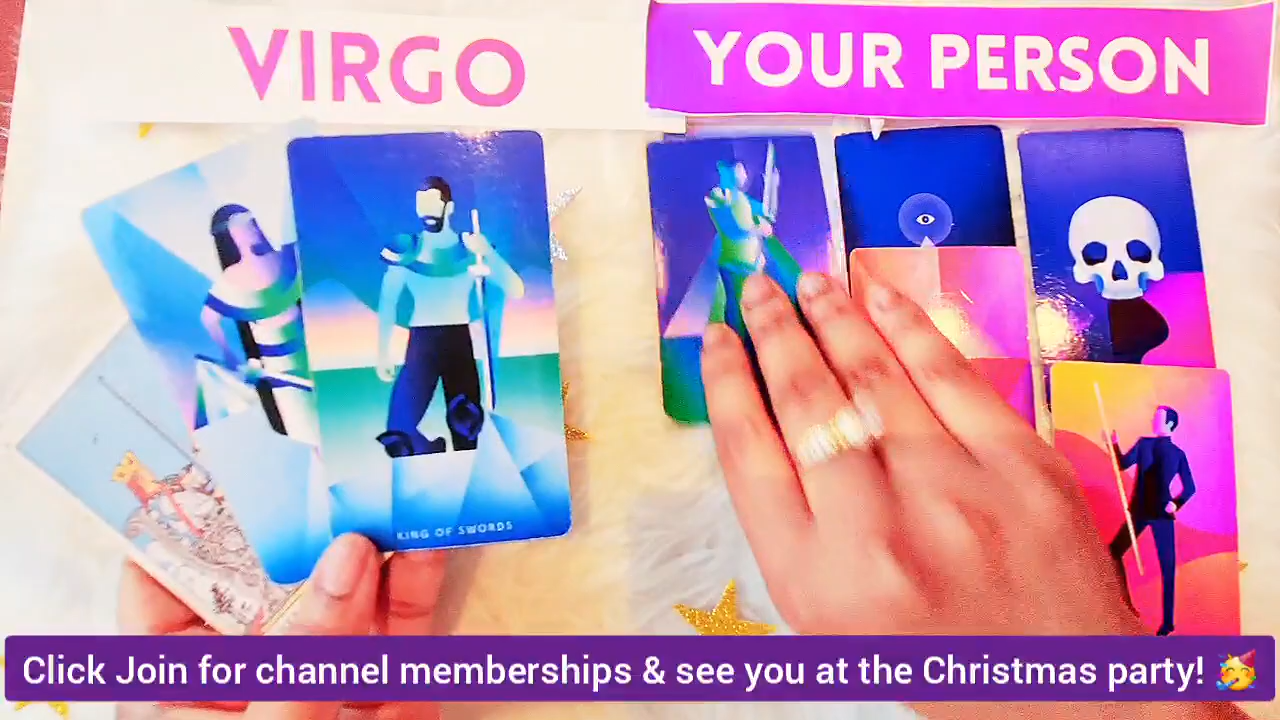 VIRGO
YOUR PERSON
KING OF SWORDS
Click Join for channel memberships & see you at the Christmas party! 🥳